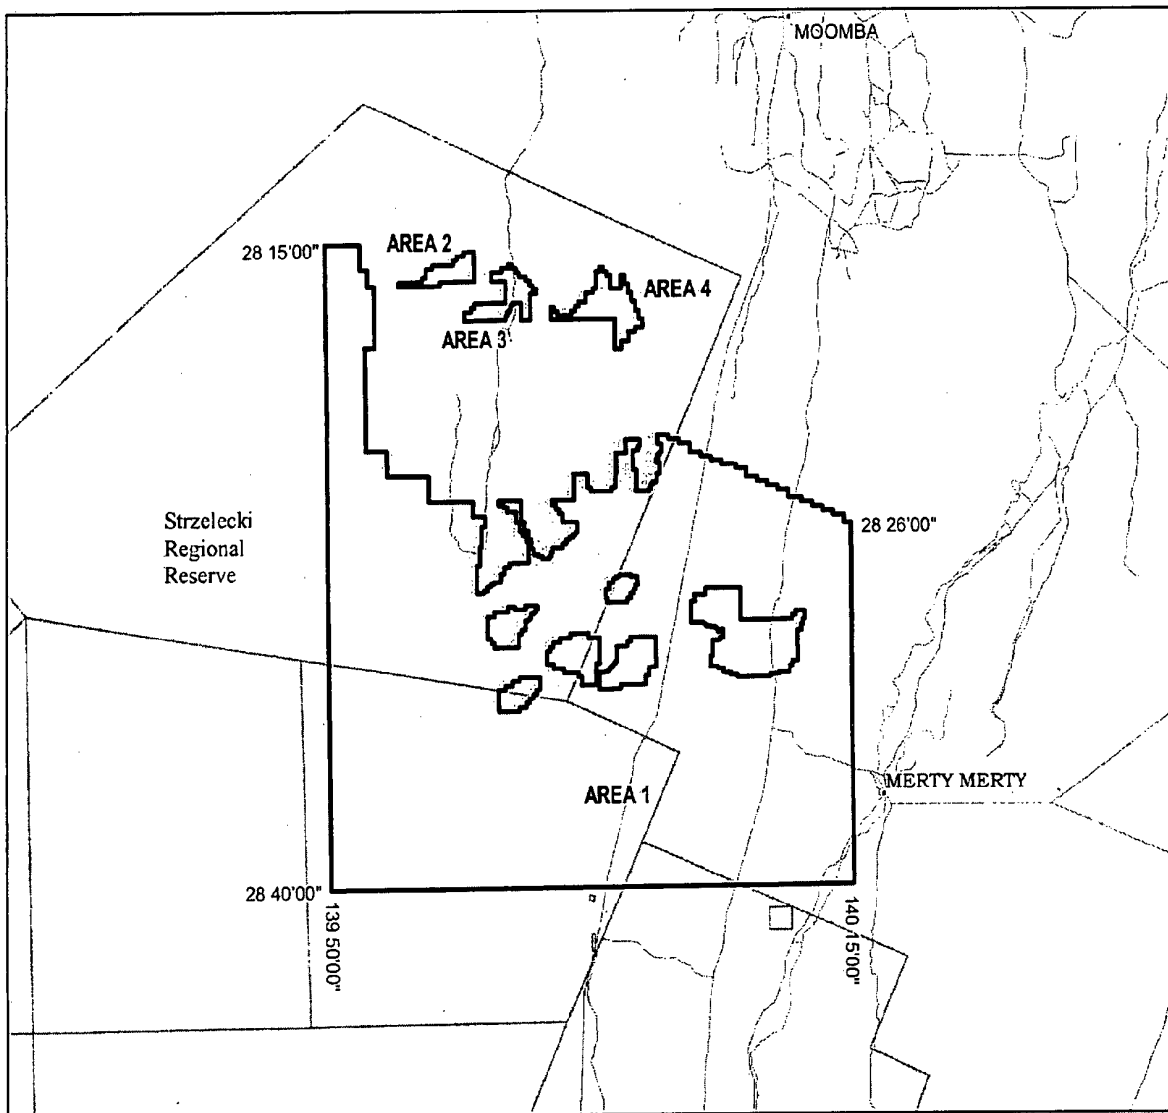 MOOMBA
28 15'00"
AREA 2
AREA 4
AREA 3
Strzelecki
Regional
Reserve
28 26'00"
MERTY MERTY
AREA 1
28 40'00"
139 50'00"
140 15'00"